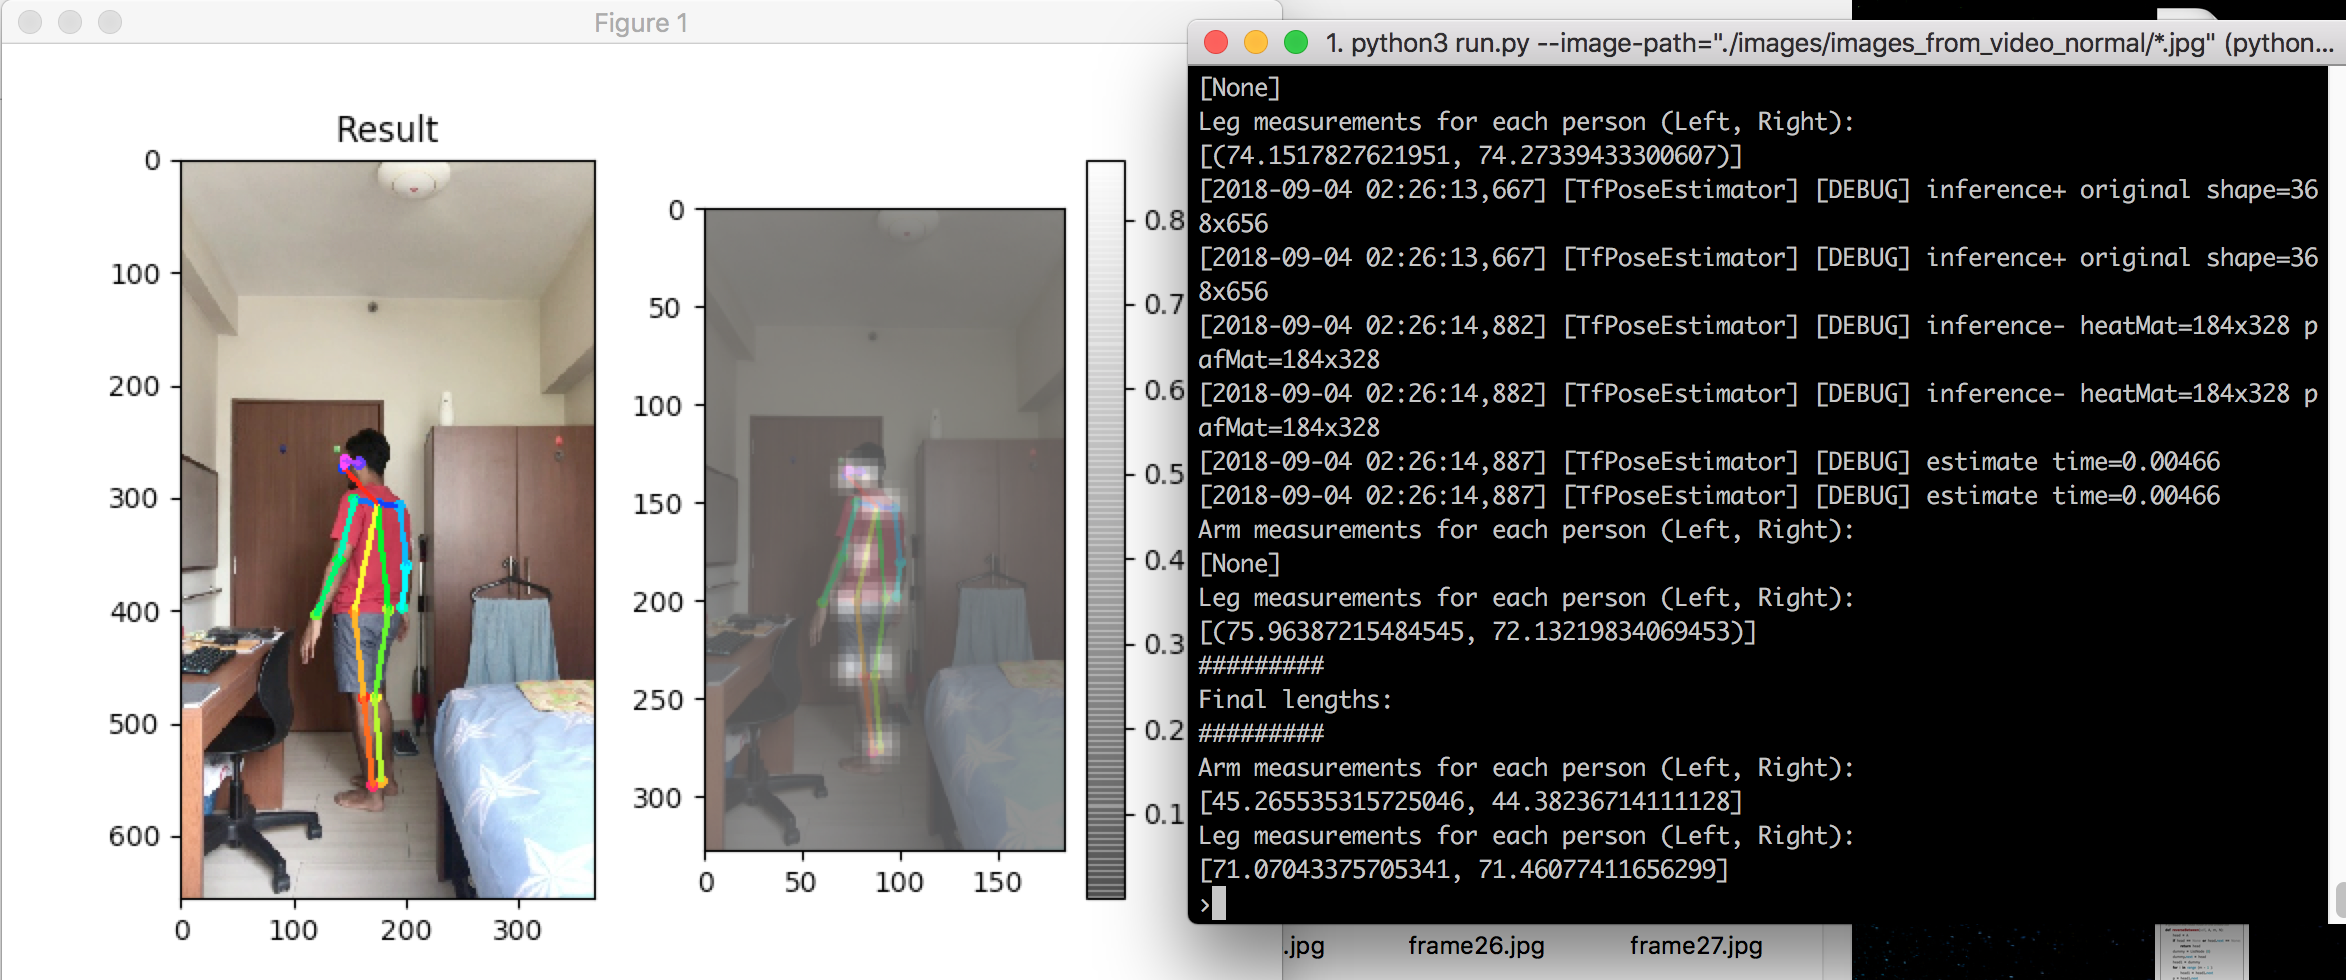 Figure 1
Result
0
100
200
300
400
500
600
0
100
200
300
0
50
100
150
200
250
300
0
50
100
150
0.8
0.7
0.6
0.5
0.4
0.3
0.2
0.1
1. python3 run.py --image-path="./images/images_from_video_normal/*.jpg" (python...
[None]
Leg measurements for each person (Left, Right):
[(74.1517827621951, 74.27339433300607)]
[2018-09-04 02:26:13,667] [TfPoseEstimator] [DEBUG] inference+ original shape=36
8x656
[2018-09-04 02:26:13,667] [TfPoseEstimator] [DEBUG] inference+ original shape=36
8x656
[2018-09-04 02:26:14,882] [TfPoseEstimator] [DEBUG] inference- heatMat=184x328 p
afMat=184x328
[2018-09-04 02:26:14,882] [TfPoseEstimator] [DEBUG] inference- heatMat=184x328 p
afMat=184x328
[2018-09-04 02:26:14,887] [TfPoseEstimator] [DEBUG] estimate time=0.00466
[2018-09-04 02:26:14,887] [TfPoseEstimator] [DEBUG] estimate time=0.00466
Arm measurements for each person (Left, Right):
[None]
Leg measurements for each person (Left, Right):
[(75.96387215484545, 72.13219834069453)]
#########
Final lengths:
#########
Arm measurements for each person (Left, Right):
[45.265535315725046, 44.38236714111128]
Leg measurements for each person (Left, Right):
[71.07043375705341, 71.46077411656299]
>
.jpg
frame26.jpg
frame27.jpg